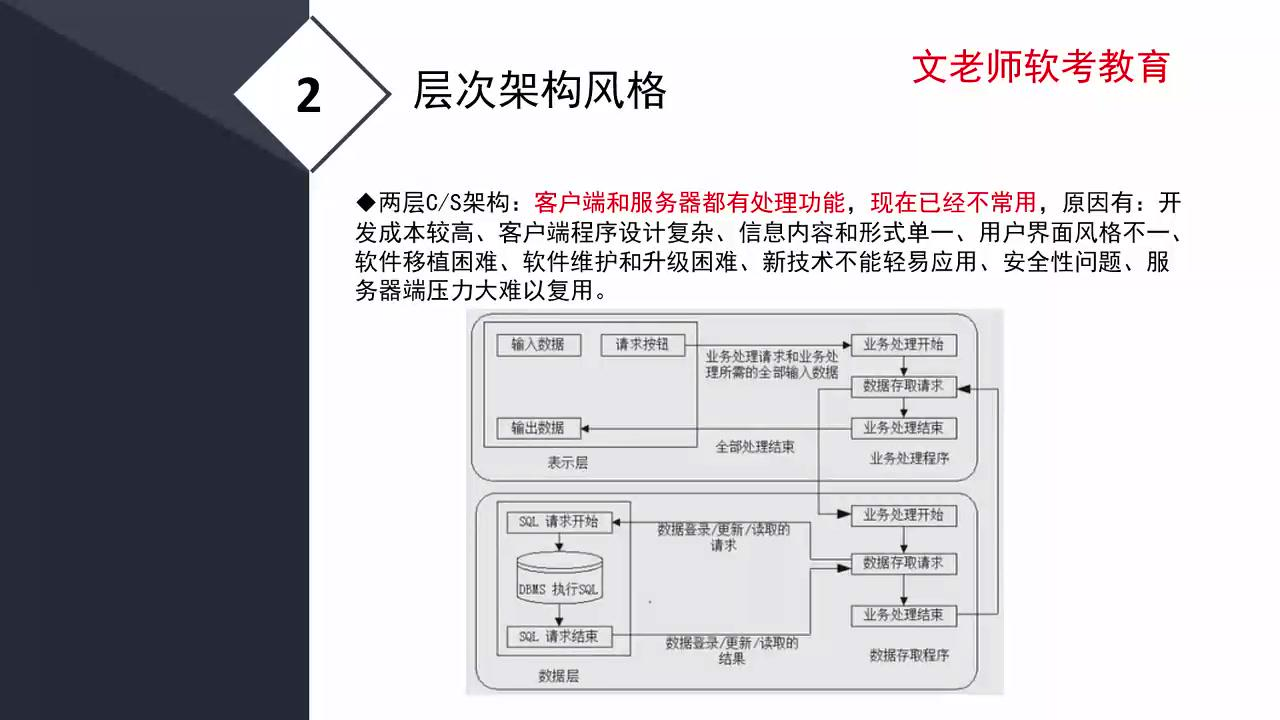 2
层次架构风格
文老师软考教育
◆两层C/S架构：客户端和服务器都有处理功能，现在已经不常用，原因有：开
发成本较高、客户端程序设计复杂、信息内容和形式单一、用户界面风格不一、
软件移植困难、软件维护和升级困难、新技术不能轻易应用、安全性问题、服
务器端压力大难以复用。
输入数据
请求按钮
业务处理请求和业务处
理所需的全部输入数据
业务处理开始
数据存取请求
输出数据
全部处理结束
业务处理结束
表示层
业务处理程序
SQL 请求开始
数据登录/更新/读取的
请求
业务处理开始
数据存取请求
DBMS 执行SQL
业务处理结束
SQL 请求结束
数据登录/更新/读取的
结果
数据存取程序
数据层